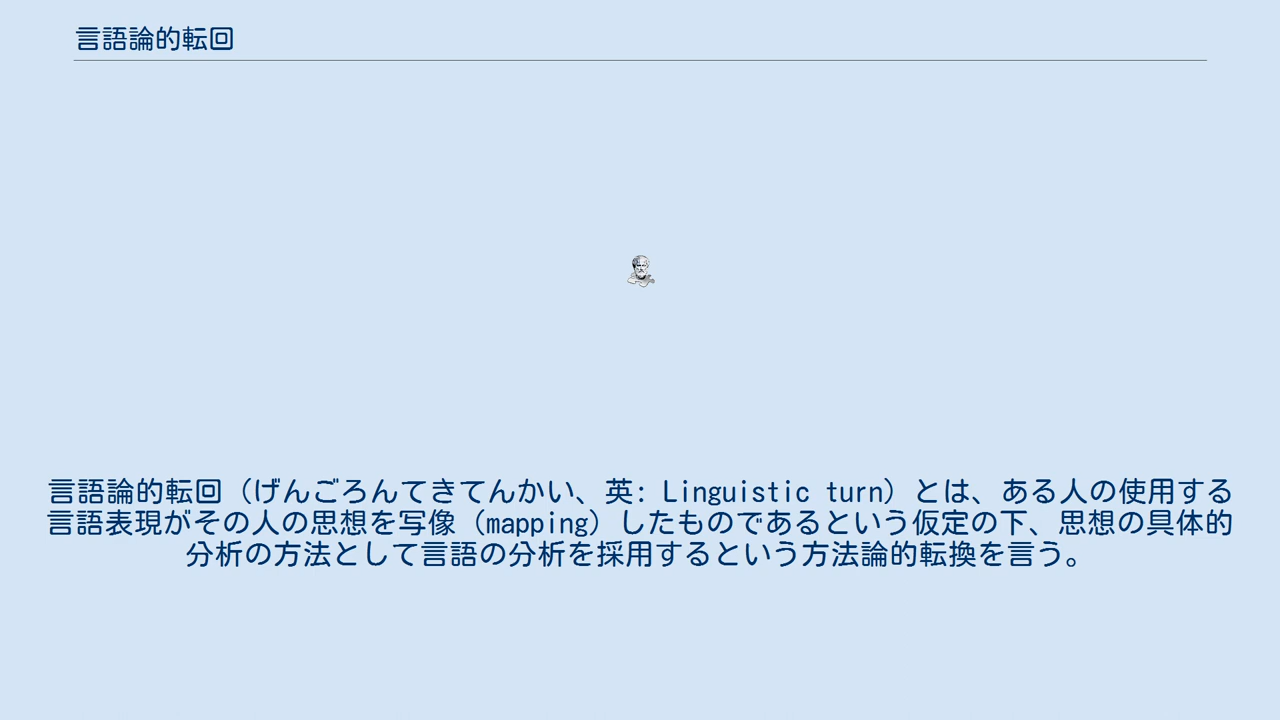 言語論的転回
言語論的転回（げんごろんてきてんかい、英: Linguistic turn）とは、ある人の使用する
言語表現がその人の思想を写像（mapping）したものであるという仮定の下、思想の具体的
分析の方法として言語の分析を採用するという方法論的転換を言う。